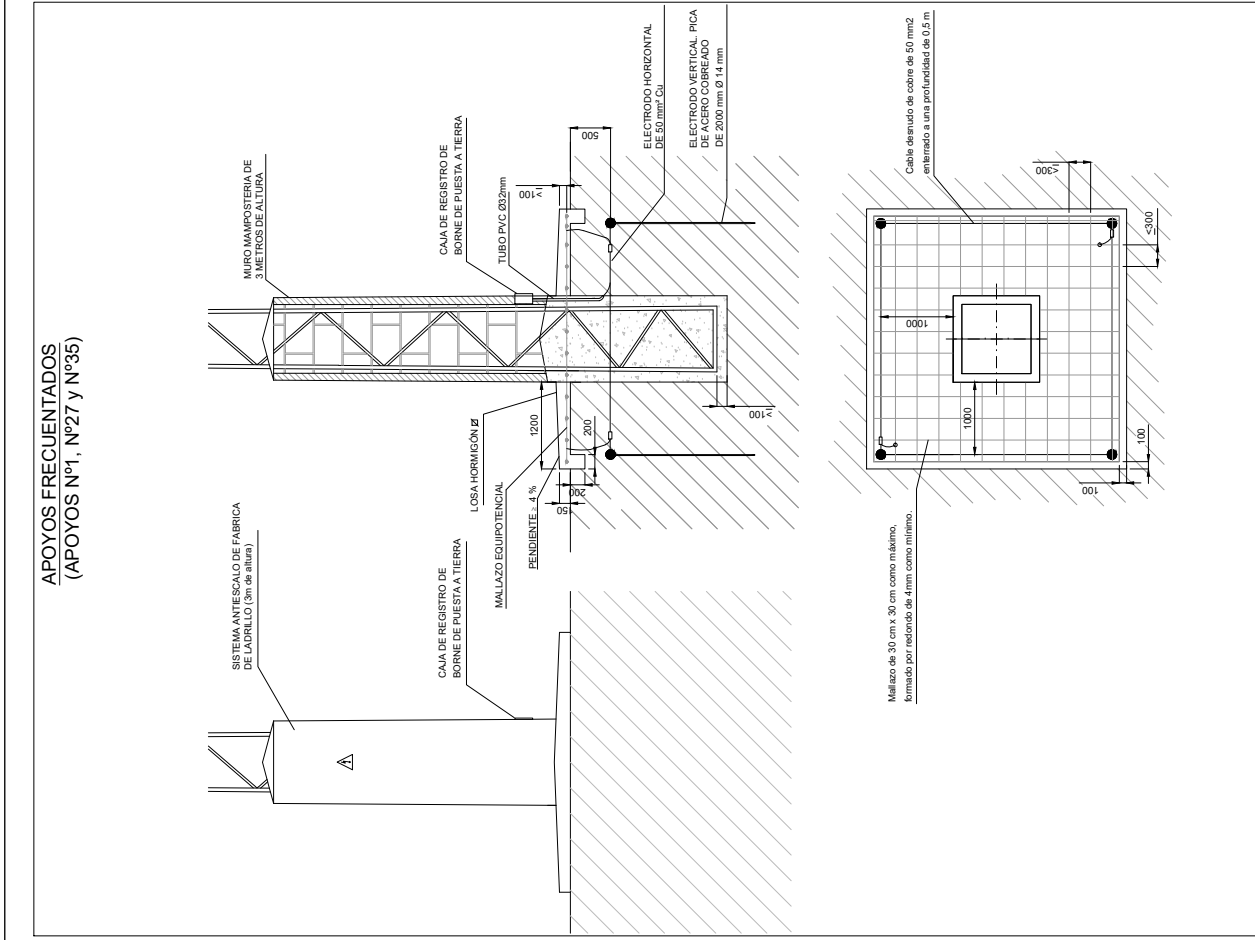 APOYOS FRECUENTADOS
(APOYOS Nº1, Nº27 y Nº35)
SISTEMA ANTIESCALO DE FABRICA
DE LADRILLO (3m de altura)
CAJA DE REGISTRO DE
BORNE DE PUESTA A TIERRA
MURO MAMPOSTERIA DE
3 METROS DE ALTURA
CAJA DE REGISTRO DE
BORNE DE PUESTA A TIERRA
TUBO PVC Ø32mm
≥100
500
ELECTRODO HORIZONTAL
DE 50 mm² Cu
ELECTRODO VERTICAL. PICA
DE ACERO COBREADO
DE 2000 mm Ø 14 mm
LOSA HORMIGÓN
MALLAZO EQUIPOTENCIAL
PENDIENTE ≥ 4 %
1200
200
200
150
≥100
Cable desnudo de cobre de 50 mm2
enterrado a una profundidad de 0,5 m
≤300
≤300
1000
1000
100
100
Mallazo de 30 cm x 30 cm como máximo,
formado por redondo de 4mm como mínimo.